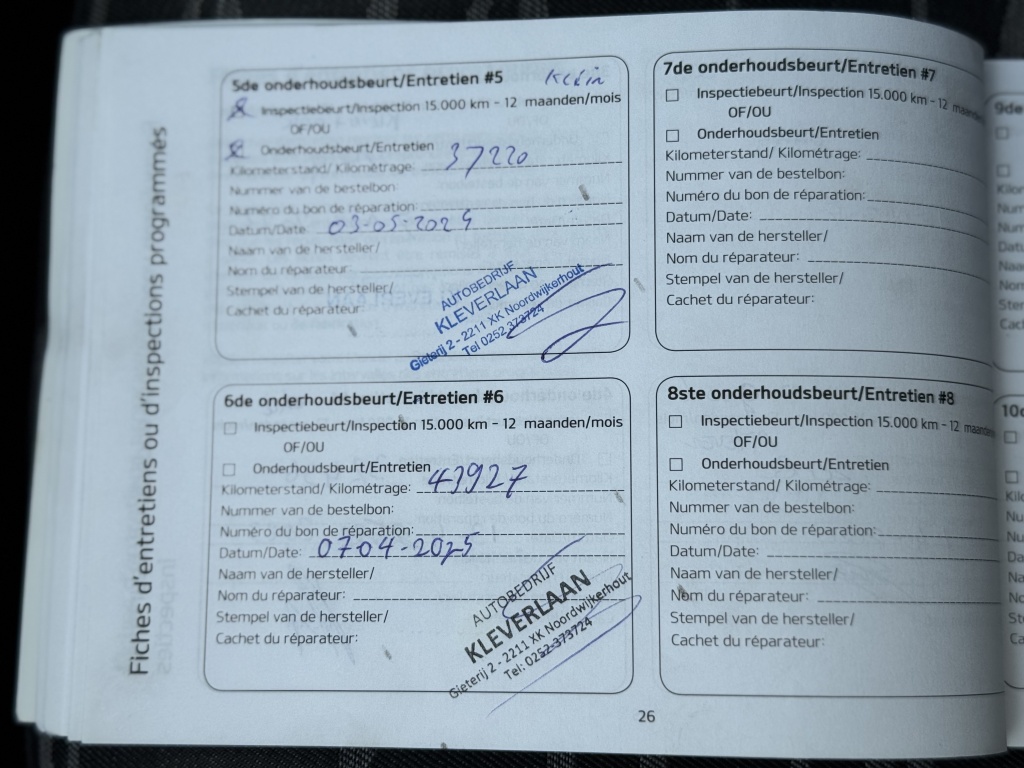 Fiches d'entretiens ou d'inspections programmés
5de onderhoudsbeurt/Entretien #5 Klein
Inspectiebeurt/Inspection 15.000 km - 12 maanden/mois
OF/OU
Onderhoudsbeurt/Entretien
Kilometerstand/ Kilométrage: 37220
Nummer van de bestelbon:
Numéro du bon de réparation:
Datum/Date: 03-05-2024
Naam van de hersteller/
Nom du réparateur:
Stempel van de hersteller/
Cachet du réparateur:
AUTOBEDRIJF
KLEVERLAAN
Gieterij 2 - 2211 XK Noordwijkerhout
Tel 0252-373724
6de onderhoudsbeurt/Entretien #6
Inspectiebeurt/Inspection 15.000 km - 12 maanden/mois
OF/OU
Onderhoudsbeurt/Entretien
Kilometerstand/ Kilométrage: 43927
Nummer van de bestelbon:
Numéro du bon de réparation:
Datum/Date: 0704-2025
Naam van de hersteller/
Nom du réparateur:
Stempel van de hersteller/
Cachet du réparateur:
AUTOBEDRIJF
KLEVERLAAN
Gieterij 2 - 2211 XK Noordwijkerhout
Tel: 0252-373724
7de onderhoudsbeurt/Entretien #7
Inspectiebeurt/Inspection 15.000 km - 12
OF/OU
Onderhoudsbeurt/Entretien
Kilometerstand/ Kilométrage:
Nummer van de bestelbon:
Numéro du bon de réparation:
Datum/Date:
Naam van de hersteller/
Nom du réparateur:
Stempel van de hersteller/
Cachet du réparateur:
8ste onderhoudsbeurt/Entretien #8
Inspectiebeurt/Inspection 15.000 km - 12
OF/OU
Onderhoudsbeurt/Entretien
Kilometerstand/ Kilométrage:
Nummer van de bestelbon:
Numéro du bon de réparation:
Datum/Date:
Naam van de hersteller/
Nom du réparateur:
Stempel van de hersteller/
Cachet du réparateur:
26
9de